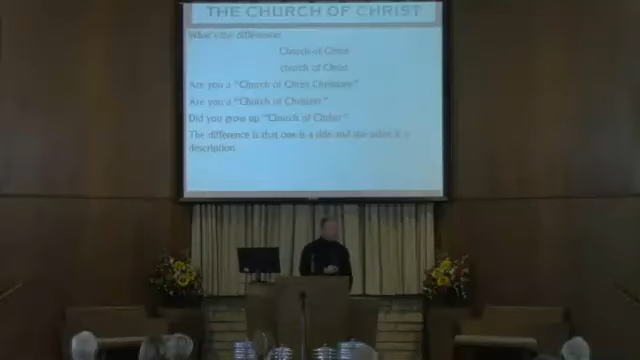 THE CHURCH OF CHRIST
What's the difference?
Church of Christ
church of Christ
Are you a "Church of Christ Christian?"
Are you a "Church of Christer?"
Did you grow up "Church of Christ?"
The difference is that one is a title and the other is a
description.